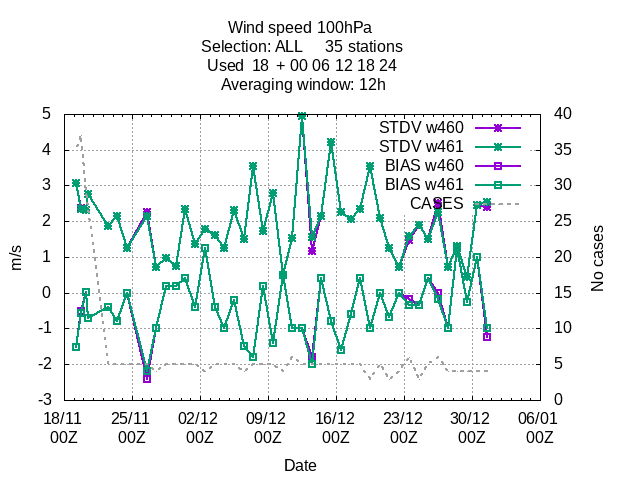 Wind speed 100hPa
Selection: ALL 35 stations
Used 18 + 00 06 12 18 24
Averaging window: 12h
STDV w460
STDV w461
BIAS w460
BIAS w461
CASES
5
4
3
2
1
0
-1
-2
-3
m/s
40
35
30
25
20
15
10
5
0
No cases
18/11 25/11 02/12 09/12 16/12 23/12 30/12 06/01
00Z 00Z 00Z 00Z 00Z 00Z 00Z 00Z
Date